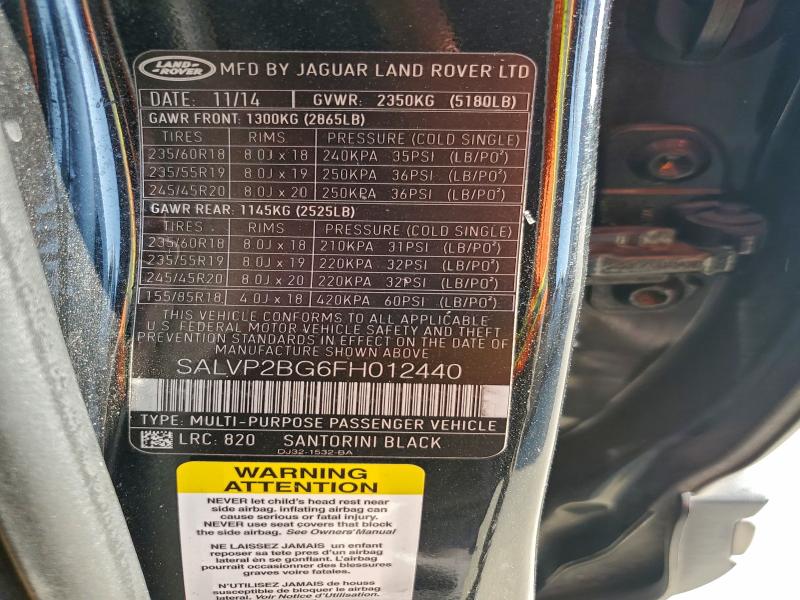 LAND ROVER MFD BY JAGUAR LAND ROVER LTD
DATE: 11/14 GVWR: 2350KG (5180LB)
GAWR FRONT: 1300KG (2865LB)
TIRES RIMS PRESSURE (COLD SINGLE)
235/60R18 8.0J x 18 240KPA 35PSI (LB/PO²)
235/55R19 8.0J x 19 250KPA 36PSI (LB/PO²)
245/45R20 8.0J x 20 250KPA 36PSI (LB/PO²)
GAWR REAR: 1145KG (2525LB)
TIRES RIMS PRESSURE (COLD SINGLE)
235/60R18 8.0J x 18 210KPA 31PSI (LB/PO²)
235/55R19 8.0J x 19 220KPA 32PSI (LB/PO²)
245/45R20 8.0J x 20 220KPA 32PSI (LB/PO²)
155/85R18 4.0J x 18 420KPA 60PSI (LB/PO²)
THIS VEHICLE CONFORMS TO ALL APPLICABLE
U.S FEDERAL MOTOR VEHICLE SAFETY AND THEFT
PREVENTION STANDARDS IN EFFECT ON THE DATE OF
MANUFACTURE SHOWN ABOVE
SALVP2BG6FH012440
TYPE: MULTI-PURPOSE PASSENGER VEHICLE
LRC: 820 SANTORINI BLACK
DJ32-1532-BA
WARNING
ATTENTION
NEVER let child's head rest near
side airbag. inflating airbag can
cause serious or fatal injury.
NEVER use seat covers that block
the side airbag. See Owners' Manual
NE LAISSEZ JAMAIS un enfant
reposer sa tete pres d'un airbag
lateral en se gonflant. L'airbag
pourrait occasionner des blessures
graves voire fatales.
N'UTILISEZ JAMAIS de houss
susceptible de bloquer le airbag
lateral. Voir Notice d'Utilisation.